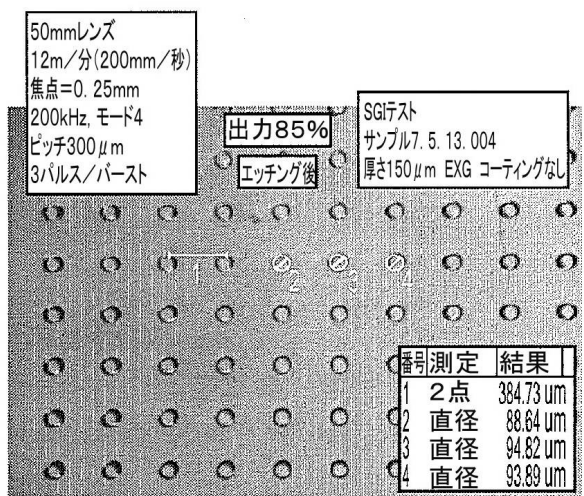 50mmレンズ
12m/分(200mm/秒)
焦点=0.25mm
200kHz, モード4
ピッチ300μm
3パルス/バースト
出力85%
エッチング後
SGIテスト
サンプル7.5.13.004
厚さ150μm EXG コーティングなし
1
2
3
4
番号 測定 結果
1 2点 384.73 um
2 直径 88.64 um
3 直径 94.82 um
4 直径 93.89 um